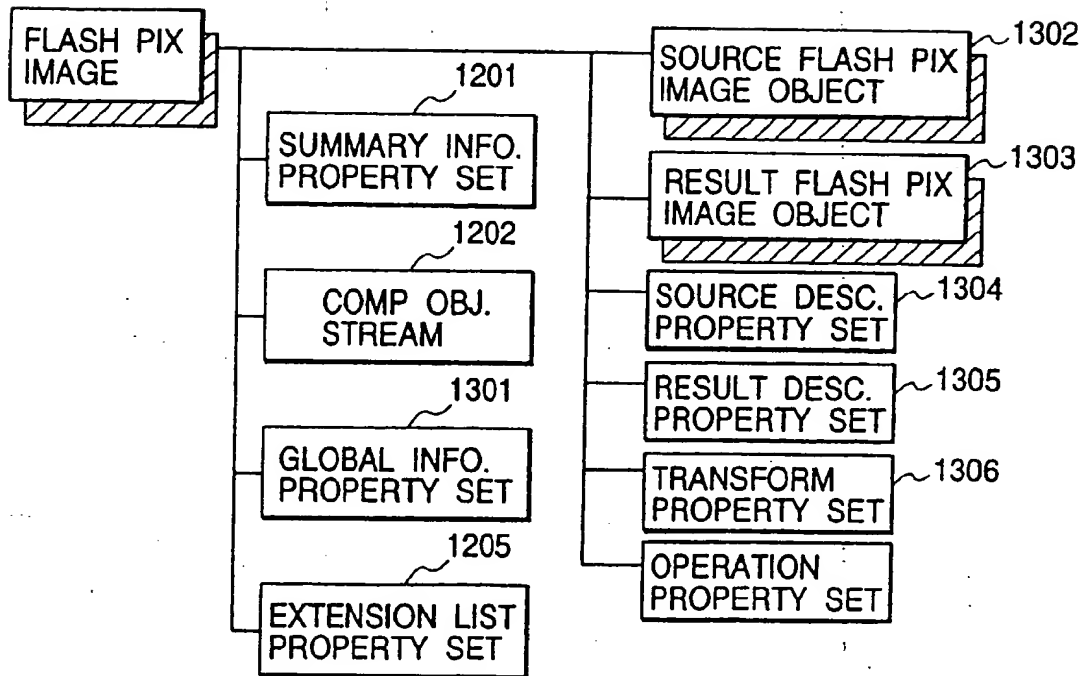 FLASH PIX
IMAGE
1201
SUMMARY INFO.
PROPERTY SET
1202
COMP OBJ.
STREAM
1301
GLOBAL INFO.
PROPERTY SET
1205
EXTENSION LIST
PROPERTY SET
1302
SOURCE FLASH PIX
IMAGE OBJECT
1303
RESULT FLASH PIX
IMAGE OBJECT
1304
SOURCE DESC.
PROPERTY SET
1305
RESULT DESC.
PROPERTY SET
1306
TRANSFORM
PROPERTY SET
OPERATION
PROPERTY SET